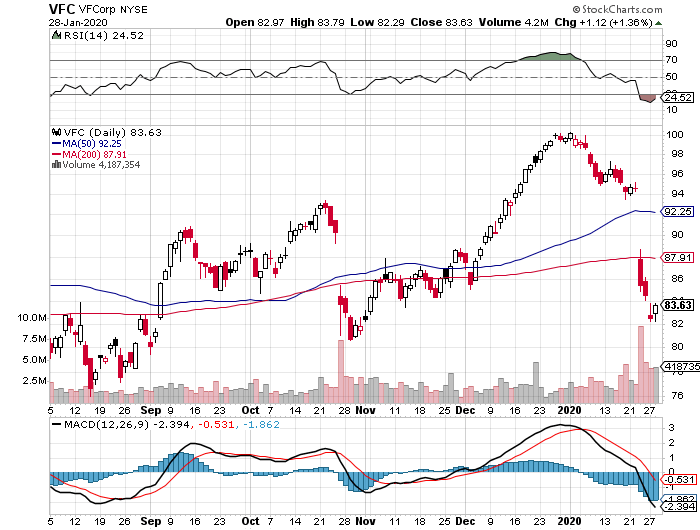 VFC VFCorp NYSE © StockCharts.com
28-Jan-2020 Open 82.97 High 83.79 Low 82.29 Close 83.63 Volume 4.2M Chg +1.12 (+1.36%)
RSI(14) 24.52
90
70
50
30
24.52
10
VFC (Daily) 83.63
MA(50) 92.25
MA(200) 87.91
Volume 4,187,354
100
98
96
94
92.25
90
87.91
86
84
83.63
82
80
78
76
10.0M
7.5M
5.0M
2.5M
418735
5 12 19 26 Sep 9 16 23 Oct 7 14 21 28 Nov 11 18 25 Dec 9 16 23 2020 13 21 27
MACD(12,26,9) -2.394, -0.531, -1.862
3
2
1
0
-0.531
-1.862
-2.394
5 12 19 26 Sep 9 16 23 Oct 7 14 21 28 Nov 11 18 25 Dec 9 16 23 2020 13 21 27